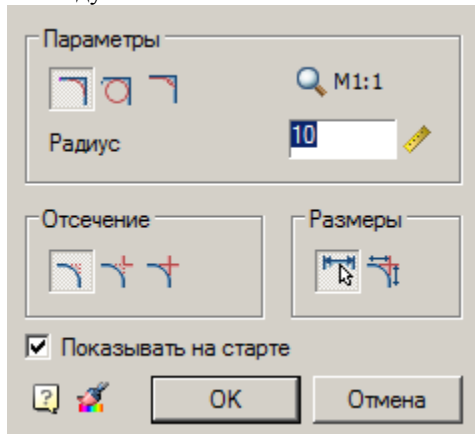 Параметры
M1:1
Радиус
10
Отсечение
Размеры
Показывать на старте
OK
Отмена